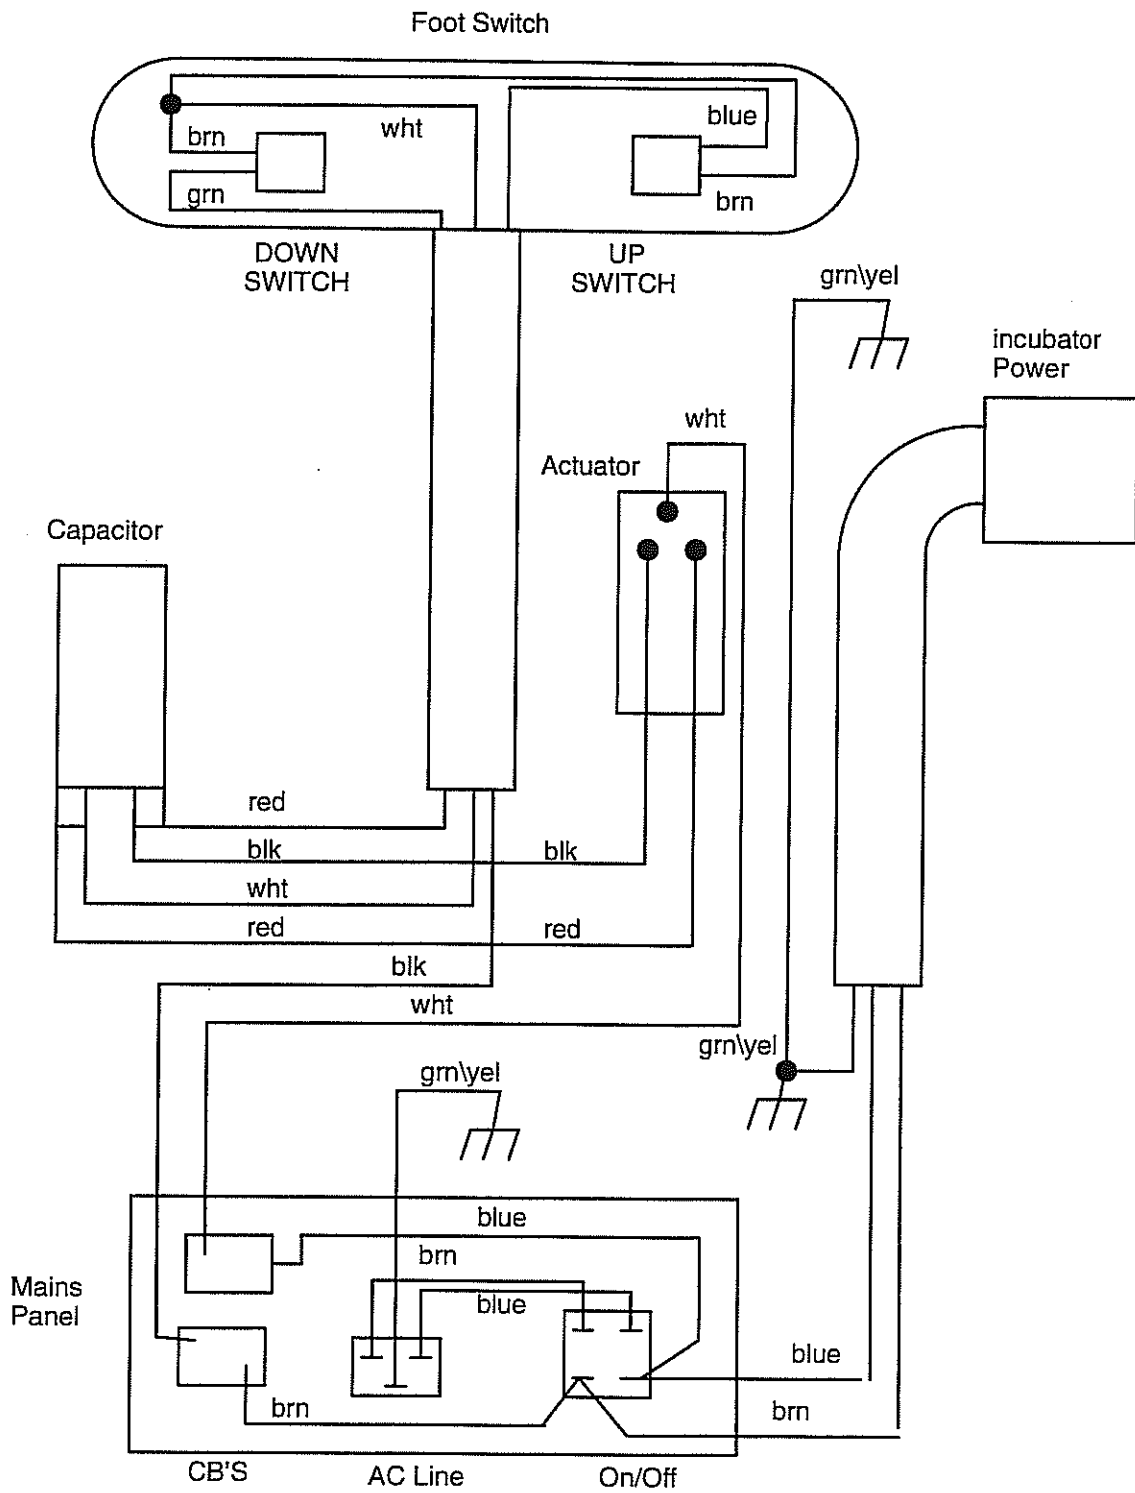 Foot Switch
blue
wht
brn
grn
brn
DOWN
SWITCH
UP
SWITCH
grn\yel
incubator
Power
wht
Actuator
Capacitor
red
blk
blk
wht
red
red
blk
wht
grn\yel
grn\yel
blue
brn
Mains
Panel
blue
blue
brn
brn
CB'S
AC Line
On/Off